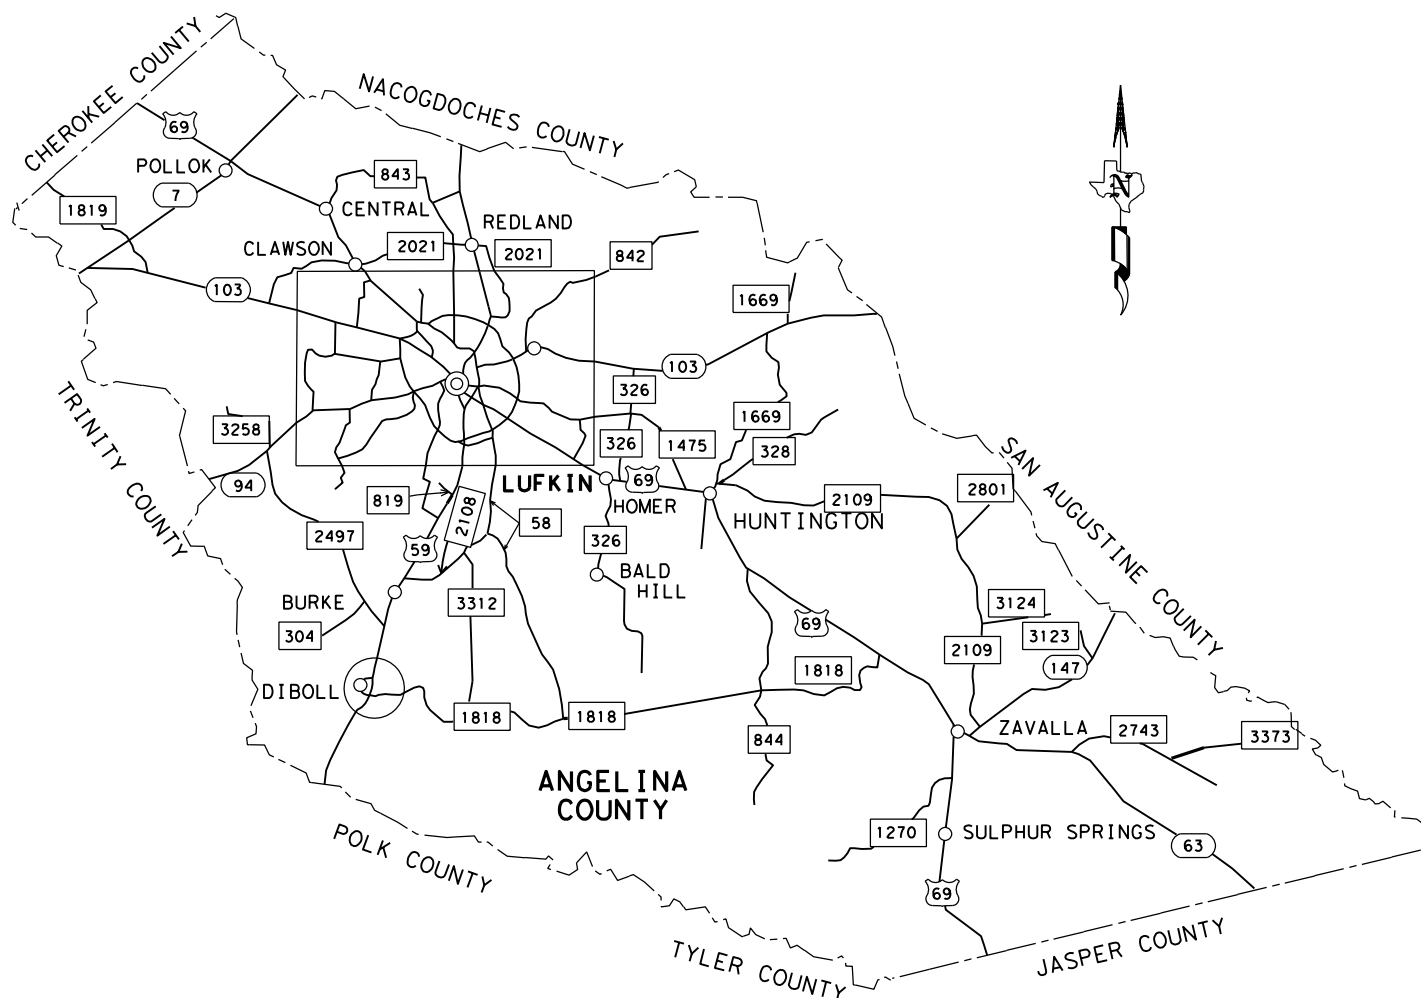 CHEROKEE COUNTY
NACOGDOCHES COUNTY
69
POLLOK
843
7
1819
CENTRAL
REDLAND
N
CLAWSON
2021
2021
842
103
1669
103
326
TRINITY COUNTY
3258
1669
326
1475
328
SAN AUGUSTINE COUNTY
94
LUFKIN
69
2801
819
2108
HOMER
2109
HUNTINGTON
58
2497
59
326
BALD
HILL
BURKE
3312
3124
304
69
3123
2109
147
1818
DIBOLL
1818
1818
844
ZAVALLA
2743
3373
ANGELINA
COUNTY
1270
SULPHUR SPRINGS
63
POLK COUNTY
69
TYLER COUNTY
JASPER COUNTY